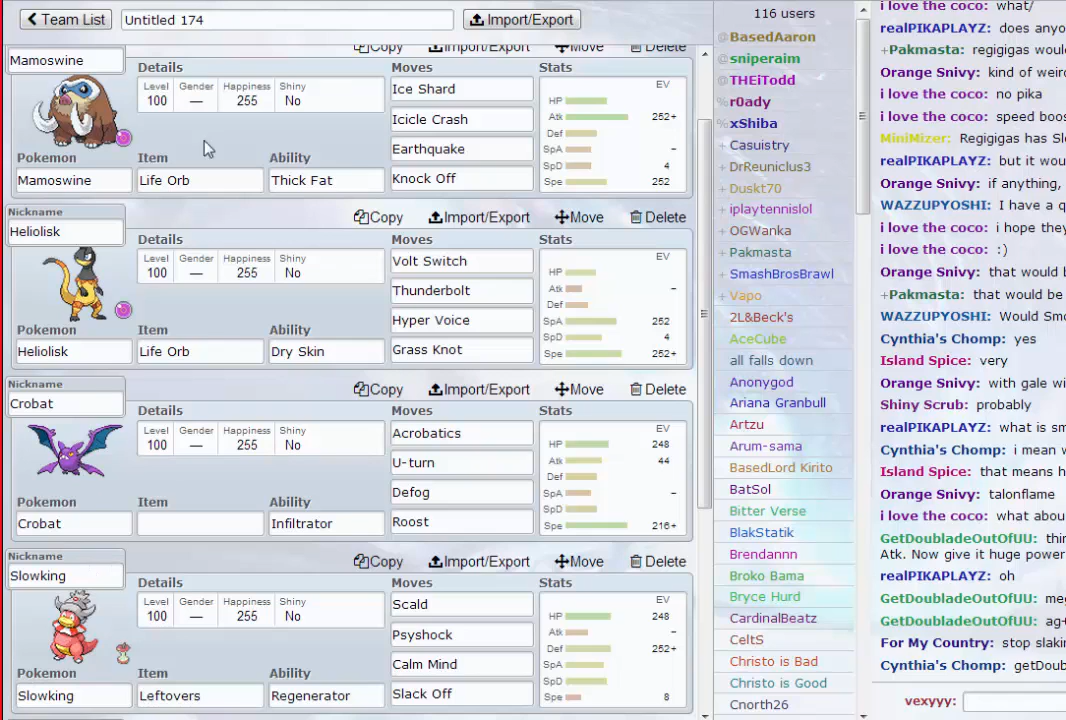 Team List
Untitled 174
Import/Export
Mamoswine
Copy Import/Export Move Delete
Details
Moves
Stats
Level Gender Happiness Shiny
100 — 255 No
Ice Shard
Icicle Crash
Earthquake
Knock Off
EV
HP
Atk 252+
Def
SpA –
SpD 4
Spe 252
Pokemon Item Ability
Mamoswine Life Orb Thick Fat
Nickname
Heliolisk
Copy Import/Export Move Delete
Details
Moves
Stats
Level Gender Happiness Shiny
100 — 255 No
Volt Switch
Thunderbolt
Hyper Voice
Grass Knot
EV
HP
Atk –
Def
SpA 252
SpD 4
Spe 252+
Pokemon Item Ability
Heliolisk Life Orb Dry Skin
Nickname
Crobat
Copy Import/Export Move Delete
Details
Moves
Stats
Level Gender Happiness Shiny
100 — 255 No
Acrobatics
U-turn
Defog
Roost
EV
HP 248
Atk 44
Def
SpA –
SpD
Spe 216+
Pokemon Item Ability
Crobat Infiltrator
Nickname
Slowking
Copy Import/Export Move Delete
Details
Moves
Stats
Level Gender Happiness Shiny
100 — 255 No
Scald
Psyshock
Calm Mind
Slack Off
EV
HP 248
Atk –
Def 252+
SpA
SpD
Spe 8
Pokemon Item Ability
Slowking Leftovers Regenerator
116 users
@BasedAaron
@sniperaim
@THEiTodd
%r0ady
%xShiba
+Casuistry
+DrReuniclus3
+Duskt70
+iplaytennislol
+OGWanka
+Pakmasta
+SmashBrosBrawl
+Vapo
2L&Beck's
AceCube
all falls down
Anonygod
Ariana Granbull
Artzu
Arum-sama
BasedLord Kirito
BatSol
Bitter Verse
BlakStatik
Brendannn
Broko Bama
Bryce Hurd
CardinalBeatz
CeltS
Christo is Bad
Christo is Good
Cnorth26
i love the coco: what/
realPIKAPLAYZ: does anyo
+Pakmasta: regigigas woul
Orange Snivy: kind of weir
i love the coco: no pika
i love the coco: speed boos
MiniMizer: Regigigas has Sl
realPIKAPLAYZ: but it wou
Orange Snivy: if anything,
WAZZUPYOSHI: I have a q
i love the coco: i hope they
i love the coco: :)
Orange Snivy: that would b
+Pakmasta: that would be
WAZZUPYOSHI: Would Smo
Cynthia's Chomp: yes
Island Spice: very
Orange Snivy: with gale wi
Shiny Scrub: probably
realPIKAPLAYZ: what is sm
Cynthia's Chomp: i mean w
Island Spice: that means h
Orange Snivy: talonflame
i love the coco: what abou
GetDoubladeOutOfUU: thin
Atk. Now give it huge power
realPIKAPLAYZ: oh
GetDoubladeOutOfUU: meg
GetDoubladeOutOfUU: ag+
For My Country: stop slakin
Cynthia's Chomp: getDoub
vexyyy: